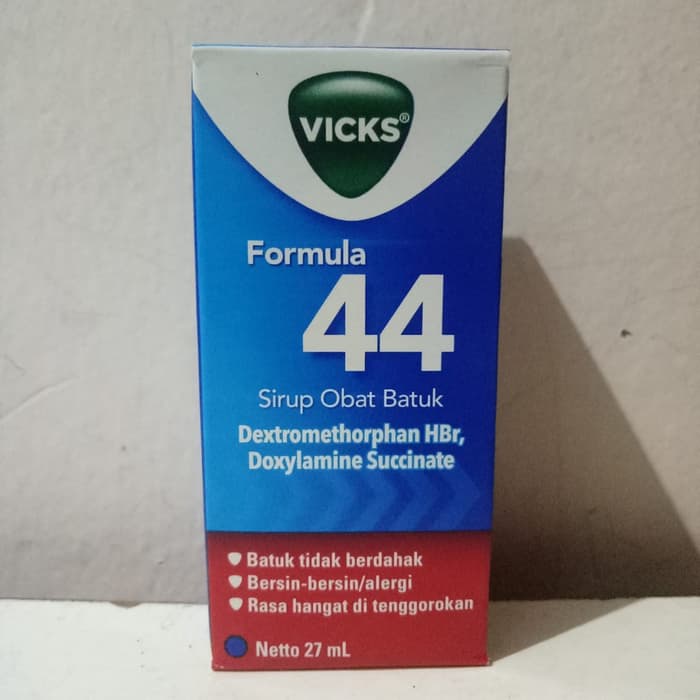 VICKS®
Formula
44
Sirup Obat Batuk
Dextromethorphan HBr,
Doxylamine Succinate
Batuk tidak berdahak
Bersin-bersin/alergi
Rasa hangat di tenggorokan
Netto 27 mL